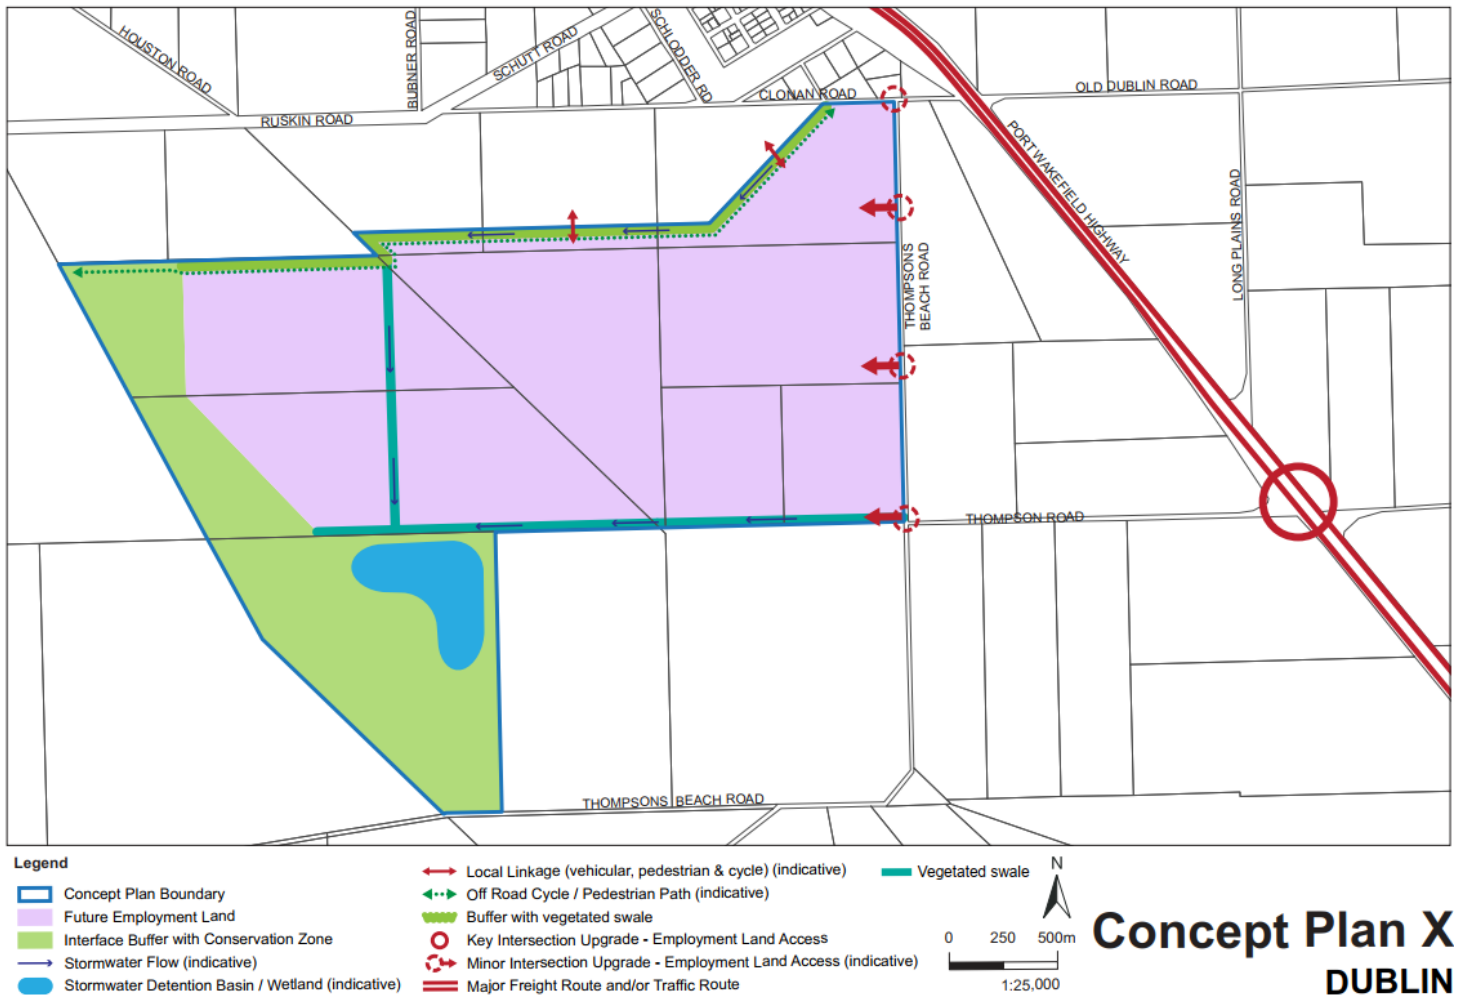 HOUSTON ROAD
BUBNER ROAD
SCHUTT ROAD
SCHLODDER RD
CLONAN ROAD
OLD DUBLIN ROAD
RUSKIN ROAD
PORT WAKEFIELD HIGHWAY
LONG PLAINS ROAD
THOMPSONS
BEACH ROAD
THOMPSON ROAD
THOMPSONS BEACH ROAD
Legend
Concept Plan Boundary
Future Employment Land
Interface Buffer with Conservation Zone
Stormwater Flow (indicative)
Stormwater Detention Basin / Wetland (indicative)
Local Linkage (vehicular, pedestrian & cycle) (indicative)
Off Road Cycle / Pedestrian Path (indicative)
Buffer with vegetated swale
Key Intersection Upgrade - Employment Land Access
Minor Intersection Upgrade - Employment Land Access (indicative)
Major Freight Route and/or Traffic Route
Vegetated swale
N
0 250 500m
1:25,000
Concept Plan X
DUBLIN